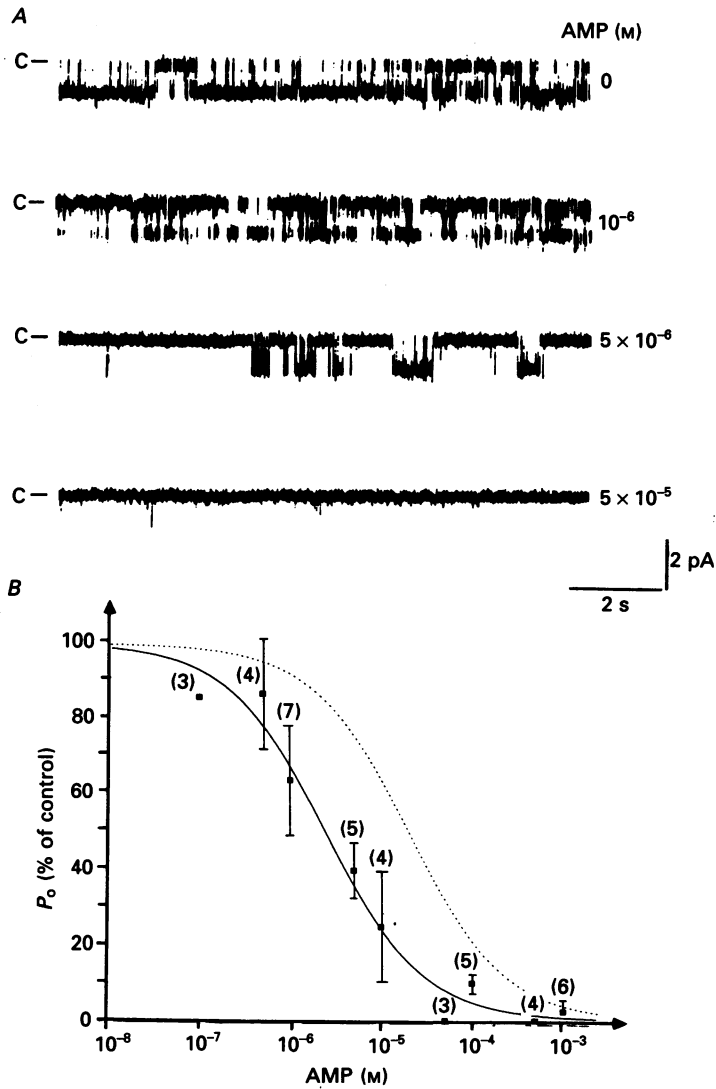 A
AMP (M)
C 0
C 10⁻⁶
C 5 × 10⁻⁶
C 5 × 10⁻⁵
2 pA
2 s
B
100
80
60
40
20
0
Pₒ (% of control)
(3)
(4)
(7)
(5)
(4)
(3)
(5)
(4)
(6)
10⁻⁸ 10⁻⁷ 10⁻⁶ 10⁻⁵ 10⁻⁴ 10⁻³
AMP (M)